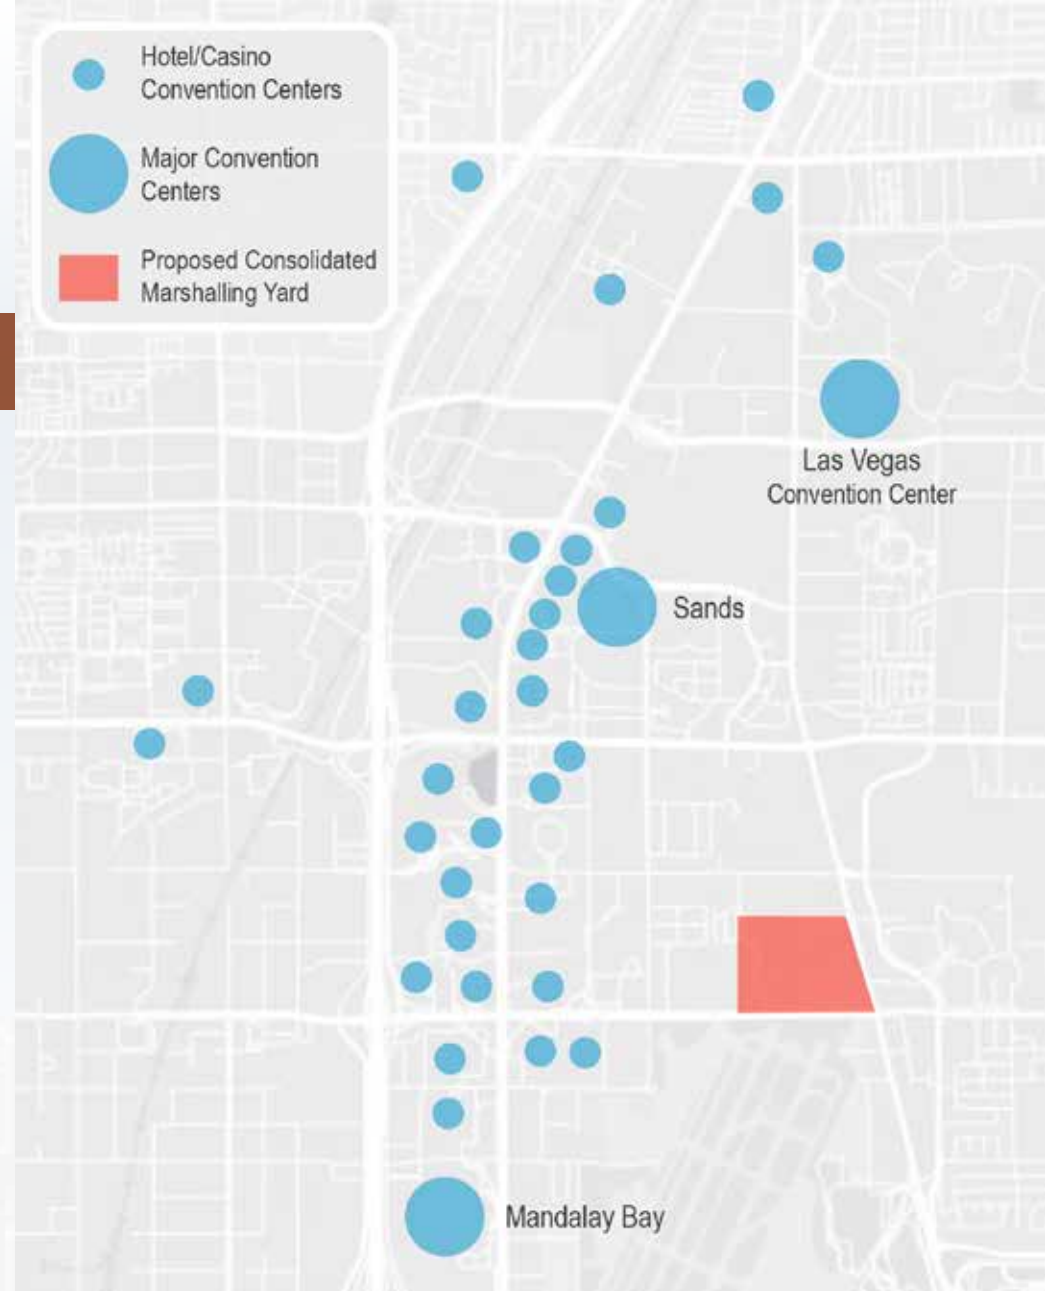 Hotel/Casino
Convention Centers
Major Convention
Centers
Proposed Consolidated
Marshalling Yard
Las Vegas
Convention Center
Sands
Mandalay Bay